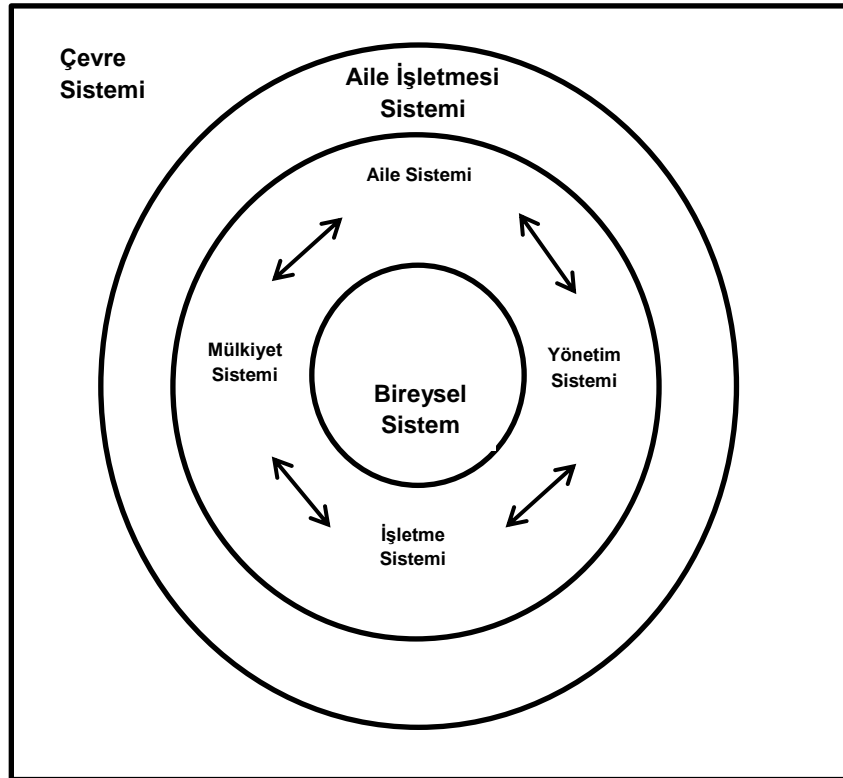 Çevre
Sistemi
Aile İşletmesi
Sistemi
Aile Sistemi
Mülkiyet
Sistemi
Yönetim
Sistemi
Bireysel
Sistem
İşletme
Sistemi